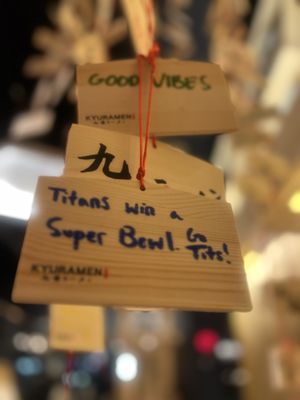 GOOD VIBES
KYURAMEN
九
Titans win a
Super Bowl. Go
Tits!
KYURAMEN